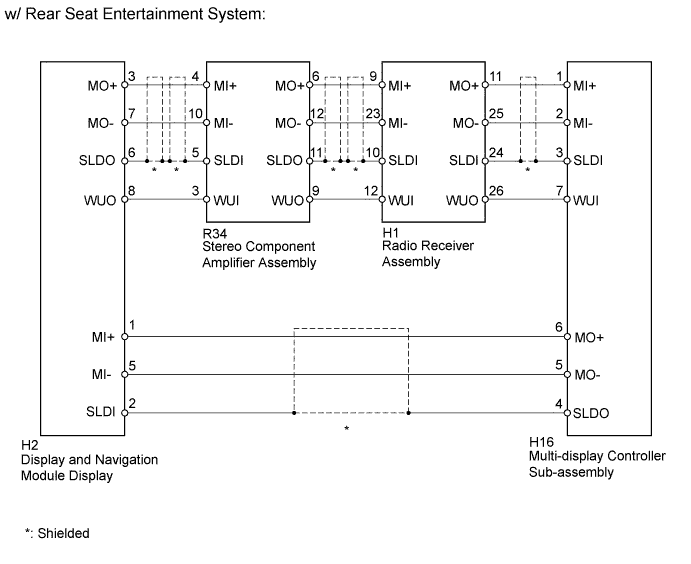 w/ Rear Seat Entertainment System:
3 4 6 9 11 1
MO+ MI+ MO+ MI+ MO+ MI+
7 10 12 23 25 2
MO- MI- MO- MI- MO- MI-
6 5 11 10 24 3
SLDO SLDI SLDO SLDI SLDI SLDI
* * * * *
8 3 9 12 26 7
WUO WUI WUO WUI WUO WUI
R34
Stereo Component
Amplifier Assembly
H1
Radio Receiver
Assembly
1 6
MI+ MO+
5 5
MI- MO-
2 4
SLDI SLDO
*
H2
Display and Navigation
Module Display
H16
Multi-display Controller
Sub-assembly
*: Shielded